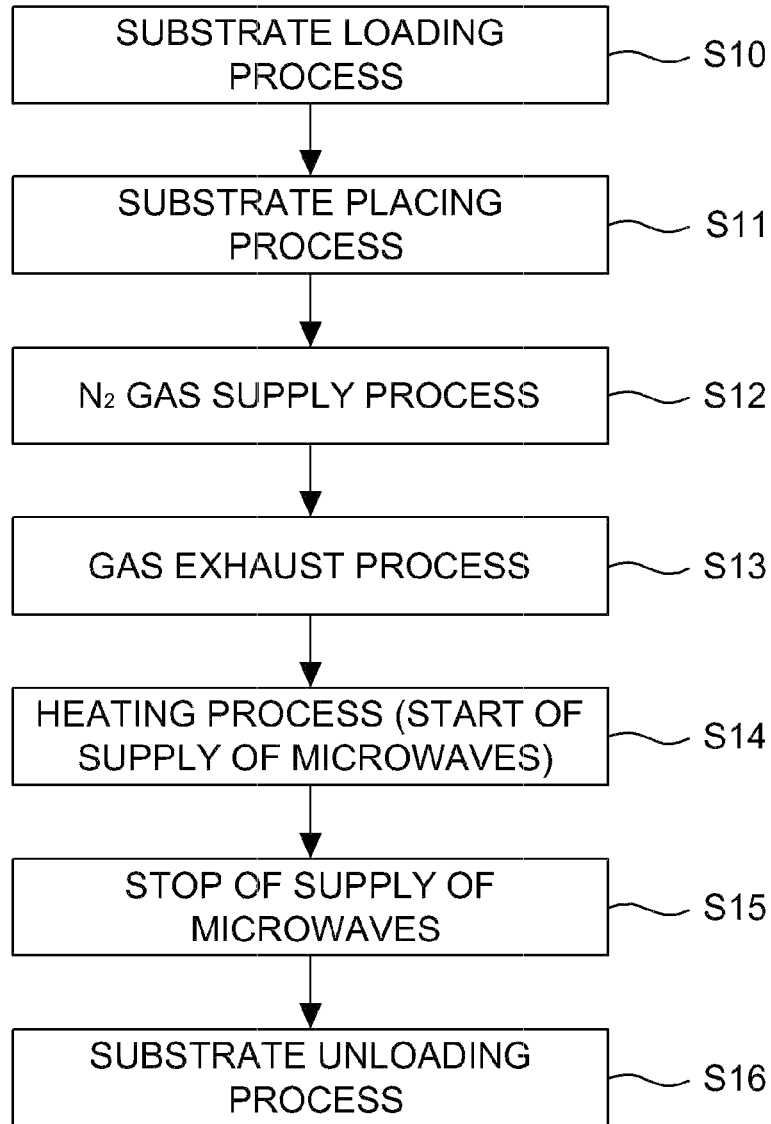 SUBSTRATE LOADING
PROCESS
S10
SUBSTRATE PLACING
PROCESS
S11
N₂ GAS SUPPLY PROCESS
S12
GAS EXHAUST PROCESS
S13
HEATING PROCESS (START OF
SUPPLY OF MICROWAVES)
S14
STOP OF SUPPLY OF
MICROWAVES
S15
SUBSTRATE UNLOADING
PROCESS
S16